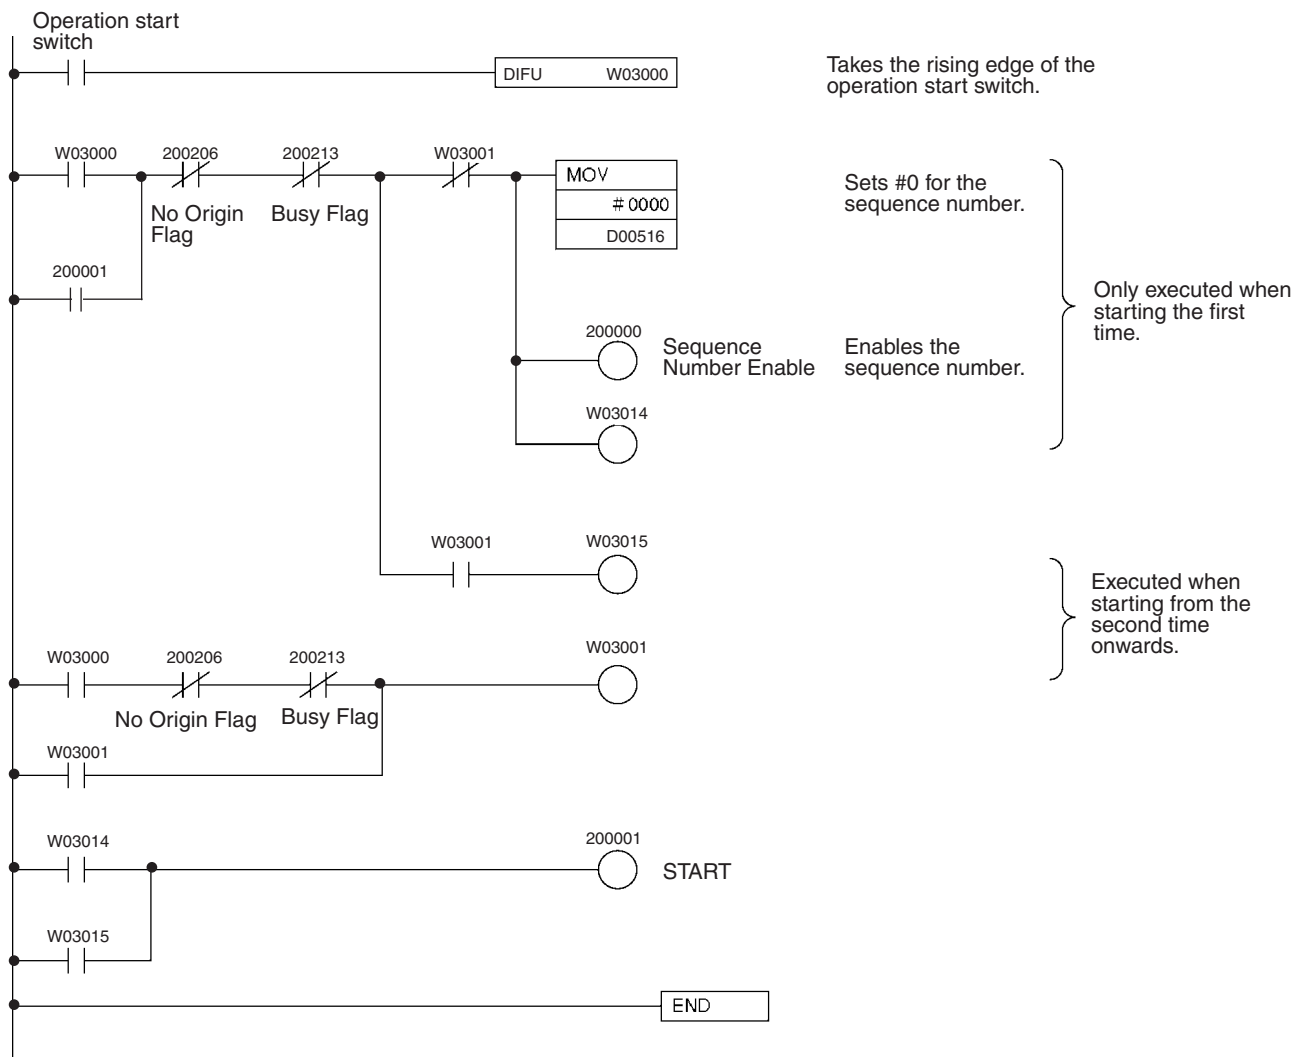 Operation start
switch
DIFU W03000
Takes the rising edge of the
operation start switch.
W03000 200206 200213 W03001
MOV
# 0000
D00516
No Origin
Flag
Busy Flag
Sets #0 for the
sequence number.
200001
Only executed when
starting the first
time.
200000
Sequence
Number Enable
Enables the
sequence number.
W03014
W03001 W03015
Executed when
starting from the
second time
onwards.
W03000 200206 200213 W03001
No Origin Flag Busy Flag
W03001
W03014 200001
START
W03015
END